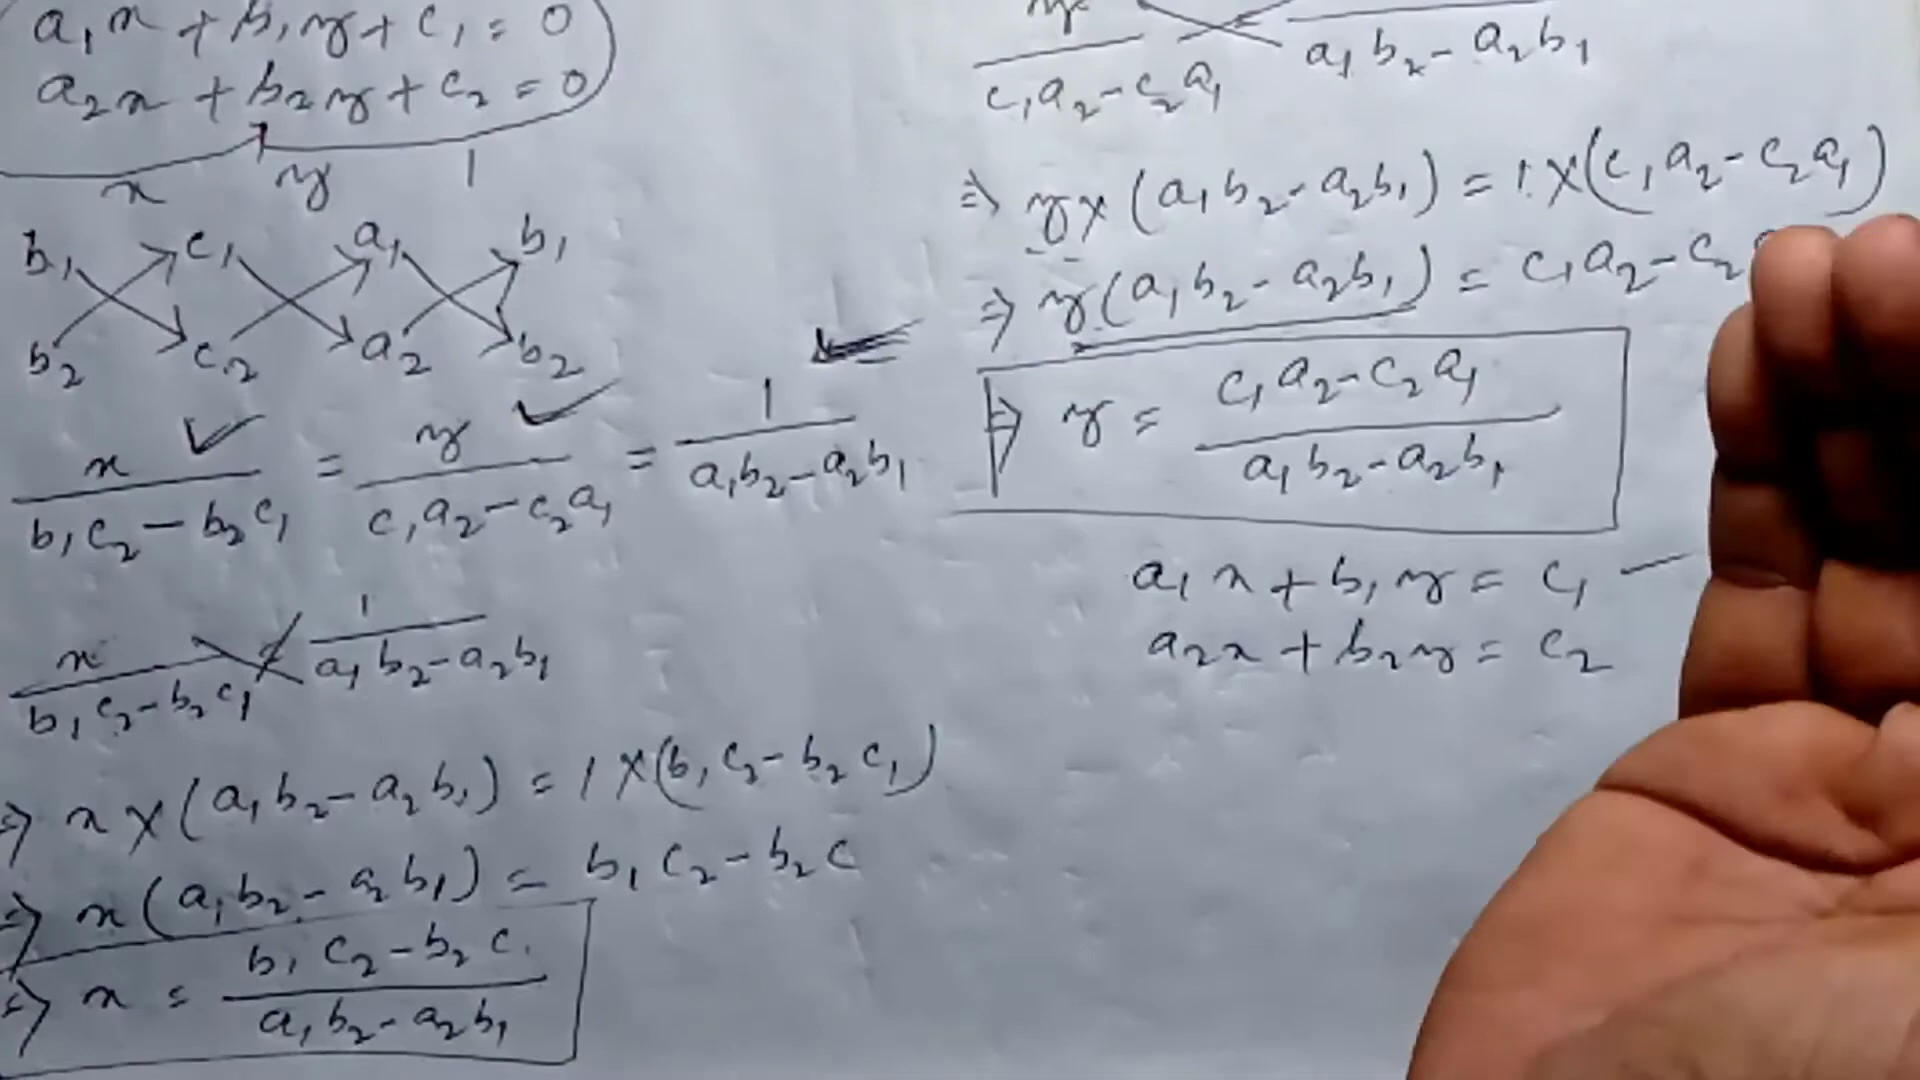 a₁x + b₁y + c₁ = 0
a₂x + b₂y + c₂ = 0
x y 1
b₁ c₁ a₁ b₁
b₂ c₂ a₂ b₂
x/(b₁c₂ - b₂c₁) = y/(c₁a₂ - c₂a₁) = 1/(a₁b₂ - a₂b₁)
x/(b₁c₂ - b₂c₁) = 1/(a₁b₂ - a₂b₁)
⇒ x × (a₁b₂ - a₂b₁) = 1 × (b₁c₂ - b₂c₁)
⇒ x(a₁b₂ - a₂b₁) = b₁c₂ - b₂c
⇒ x = (b₁c₂ - b₂c₁)/(a₁b₂ - a₂b₁)
y/(c₁a₂ - c₂a₁) /(a₁b₂ - a₂b₁)
⇒ y × (a₁b₂ - a₂b₁) = 1 × (c₁a₂ - c₂a₁)
⇒ y(a₁b₂ - a₂b₁) = c₁a₂ - c₂
⇒ y = (c₁a₂ - c₂a₁)/(a₁b₂ - a₂b₁)
a₁x + b₁y = c₁ —
a₂x + b₂y = c₂